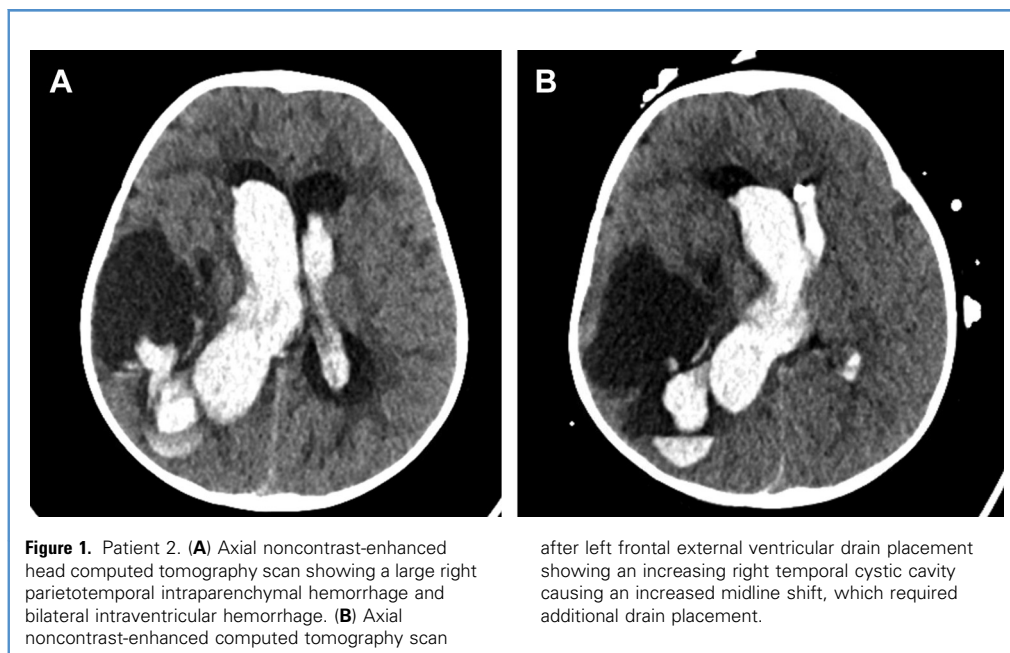 A
B
Figure 1. Patient 2. (A) Axial noncontrast-enhanced
head computed tomography scan showing a large right
parietotemporal intraparenchymal hemorrhage and
bilateral intraventricular hemorrhage. (B) Axial
noncontrast-enhanced computed tomography scan
after left frontal external ventricular drain placement
showing an increasing right temporal cystic cavity
causing an increased midline shift, which required
additional drain placement.